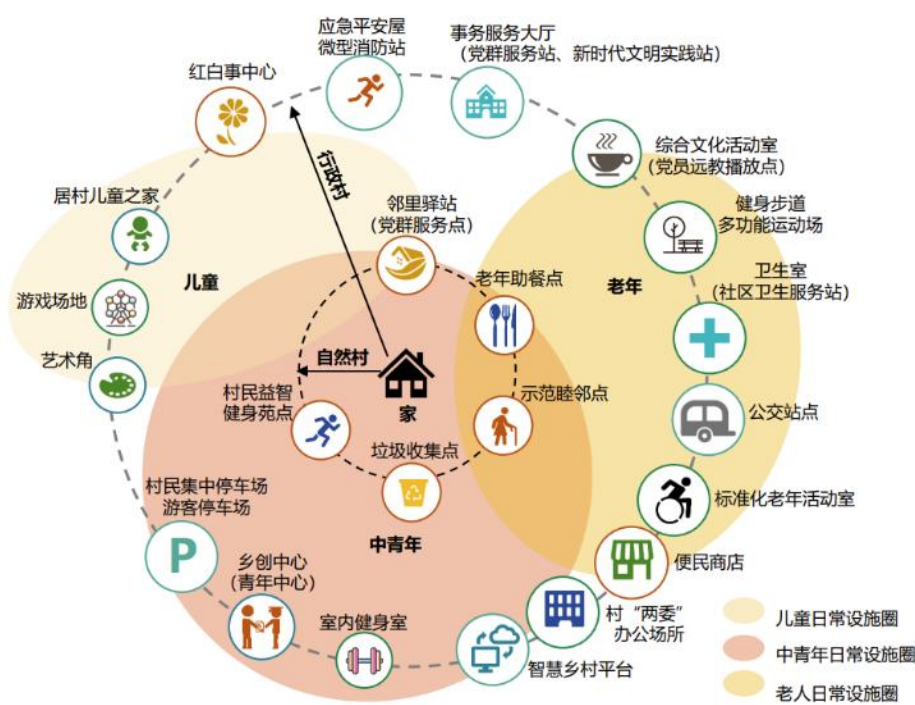 应急平安屋
微型消防站
事务服务大厅
（党群服务站、新时代文明实践站）
红白事中心
综合文化活动室
（党员远教播放点）
行政村
居村儿童之家
邻里驿站
（党群服务点）
健身步道
多功能运动场
儿童
老年助餐点
老年
卫生室
（社区卫生服务站）
游戏场地
自然村
艺术角
家
村民益智
健身苑点
示范睦邻点
公交站点
垃圾收集点
村民集中停车场
游客停车场
P
标准化老年活动室
中青年
乡创中心
（青年中心）
便民商店
室内健身室
村“两委”
办公场所
智慧乡村平台
儿童日常设施圈
中青年日常设施圈
老人日常设施圈